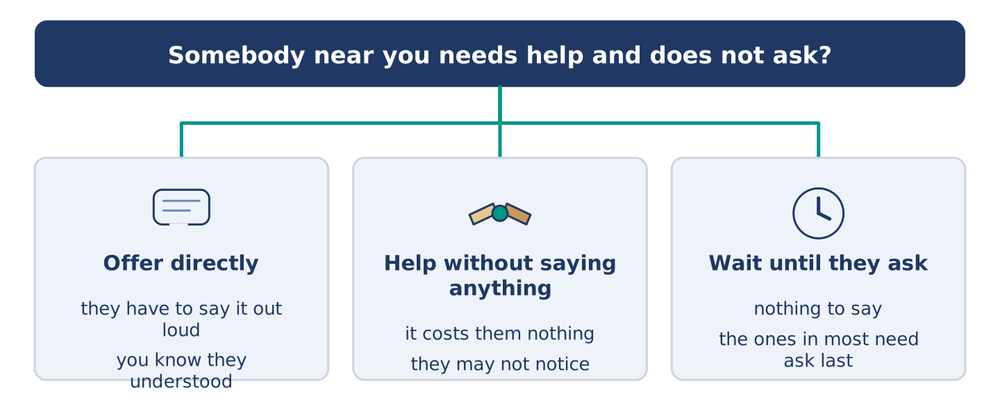 Somebody near you needs help and does not ask?
Offer directly
they have to say it out
loud
you know they
understood
Help without saying
anything
it costs them nothing
they may not notice
Wait until they ask
nothing to say
the ones in most need
ask last